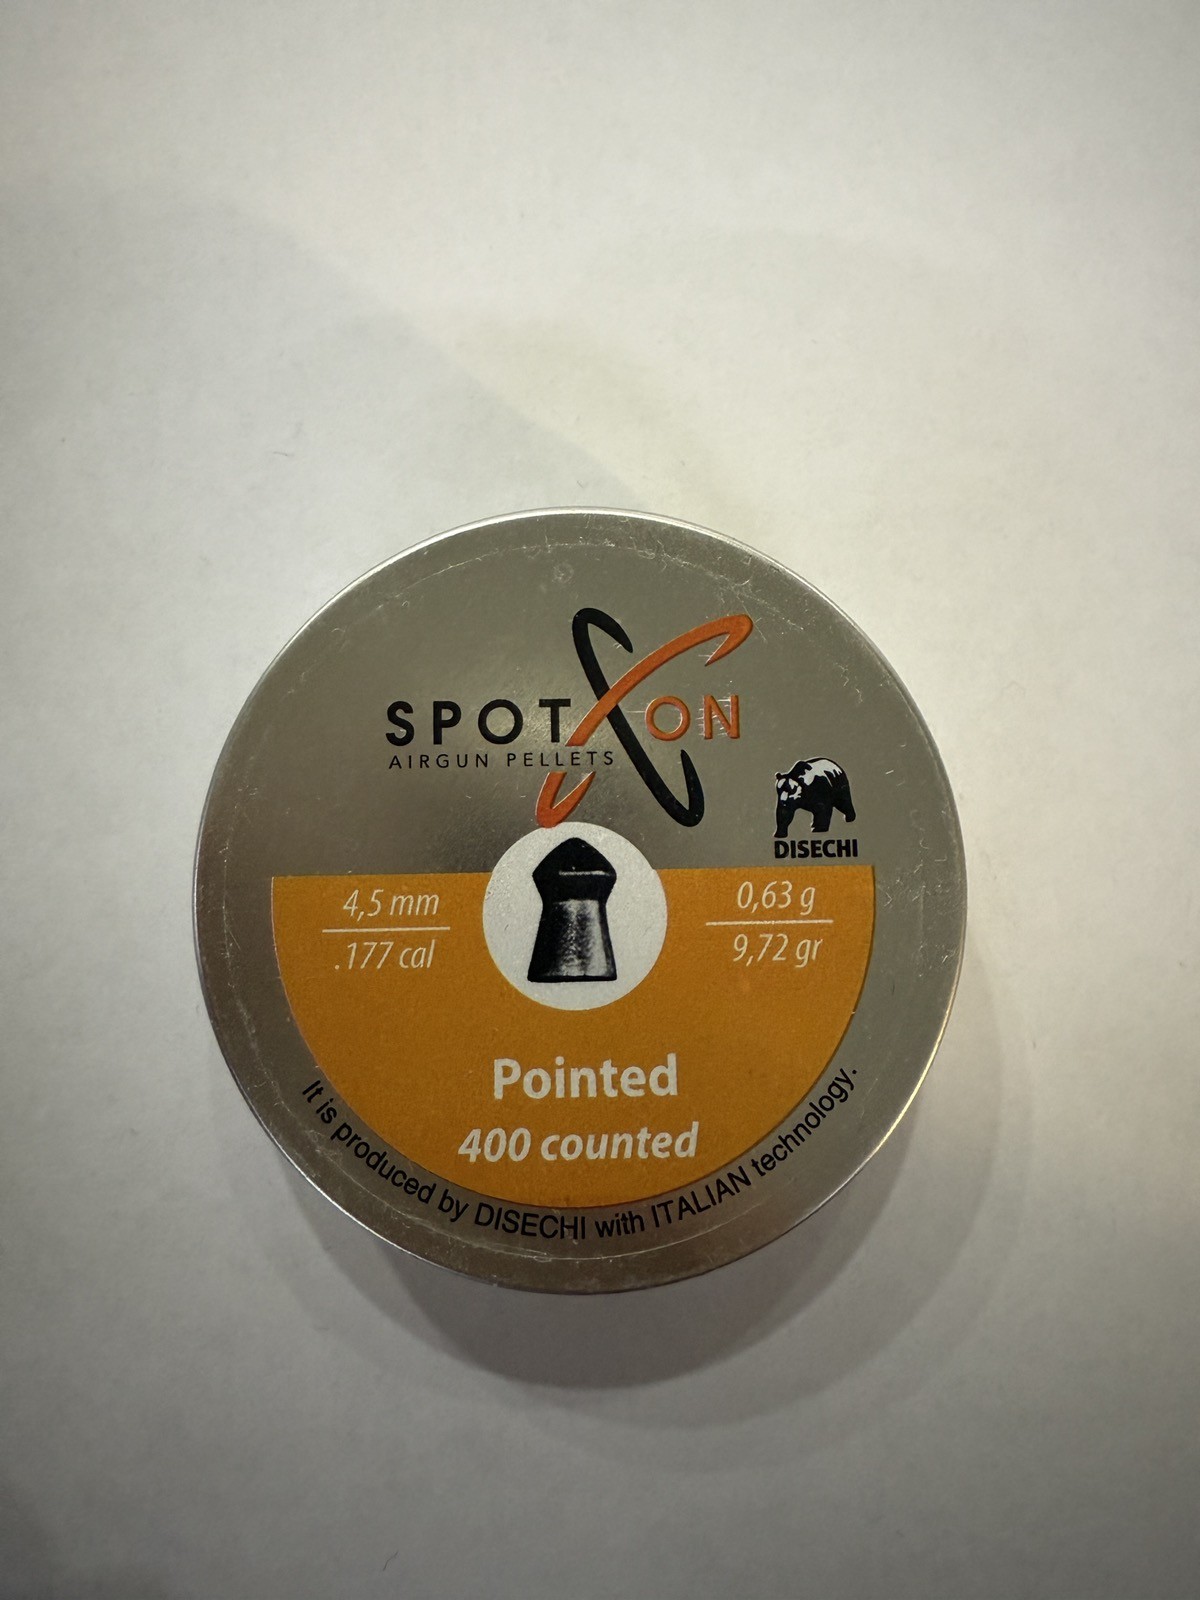 SPOT ON
AIRGUN PELLETS
DISECHI
4,5 mm
.177 cal
0,63 g
9,72 gr
Pointed
400 counted
It is produced by DISECHI with ITALIAN technology.